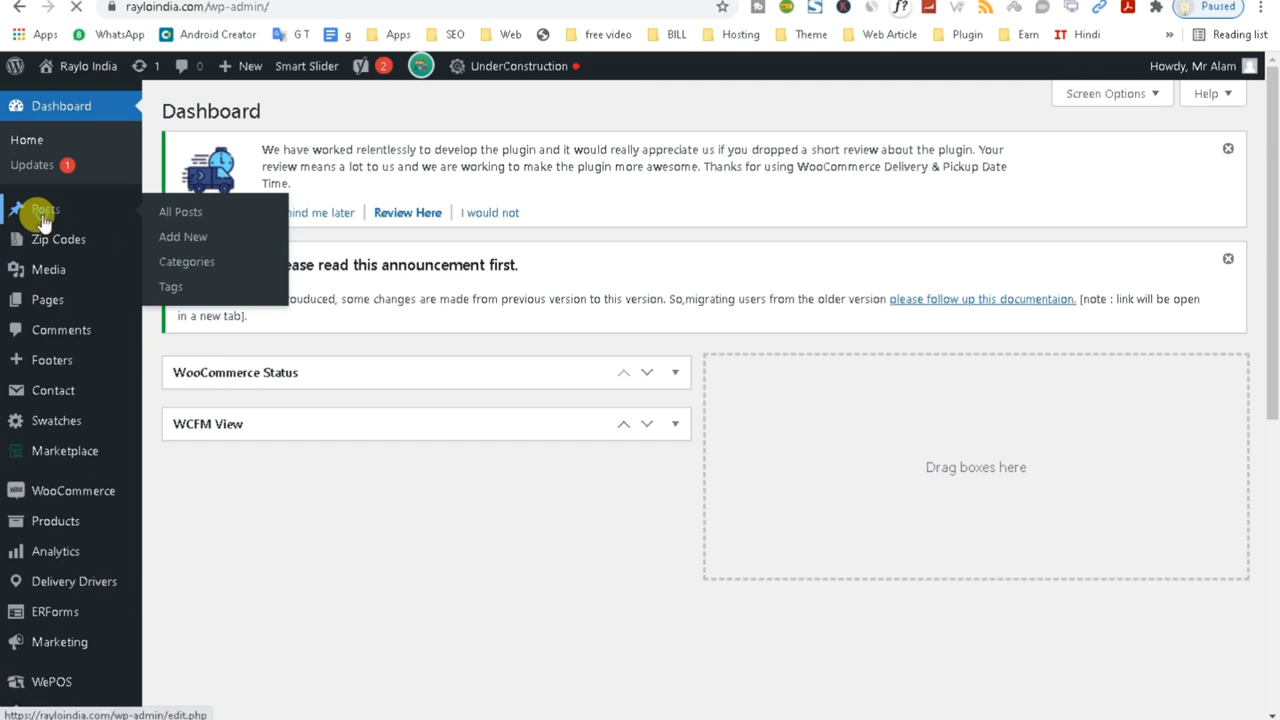 rayloindia.com/wp-admin/
Paused
Apps WhatsApp Android Creator G T g Apps SEO Web free video BILL Hosting Theme Web Article Plugin Earn IT Hindi » Reading list
Raylo India 1 0 New Smart Slider 2 UnderConstruction Howdy, Mr Alam
Screen Options ▼ Help ▼
Dashboard
Home
Updates 1
Posts
Zip Codes
Media
Pages
Comments
Footers
Contact
Swatches
Marketplace
WooCommerce
Products
Analytics
Delivery Drivers
ERForms
Marketing
WePOS
All Posts
Add New
Categories
Tags
Dashboard
We have worked relentlessly to develop the plugin and it would really appreciate us if you dropped a short review about the plugin. Your
review means a lot to us and we are working to make the plugin more awesome. Thanks for using WooCommerce Delivery & Pickup Date
Time.
me later Review Here I would not
read this announcement first.
some changes are made from previous version to this version. So,migrating users from the older version please follow up this documentaion. [note : link will be open
in a new tab].
WooCommerce Status
WCFM View
Drag boxes here
https://rayloindia.com/wp-admin/edit.php